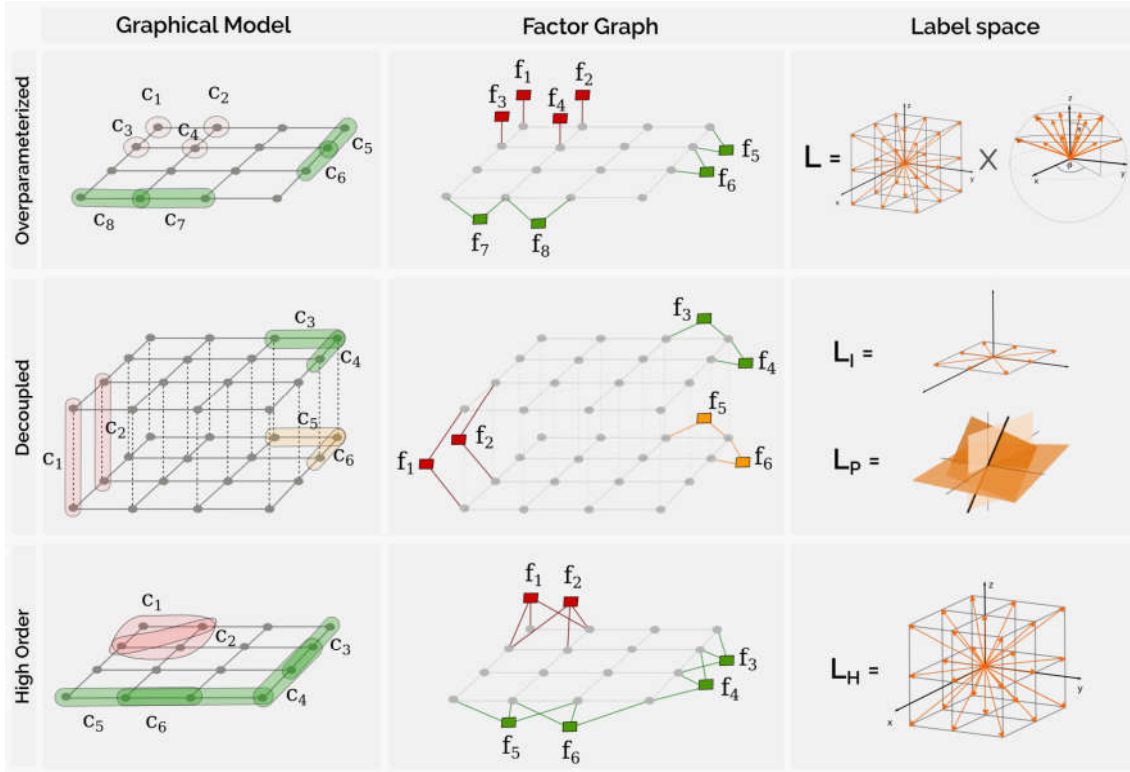 Graphical Model Factor Graph Label space
Overparameterized
c1 c2
c3 c4
c5
c6
c8 c7
f1 f2
f3 f4
f5
f6
f7 f8
L = x y z X x y z
Decoupled
c3
c4
c5
c2
c1
c6
f3
f4
f5
f2
f1 f6
LI =
LP =
High Order
c1
c2
c3
c4
c5 c6
f1 f2
f3
f4
f5 f6
LH = x y z